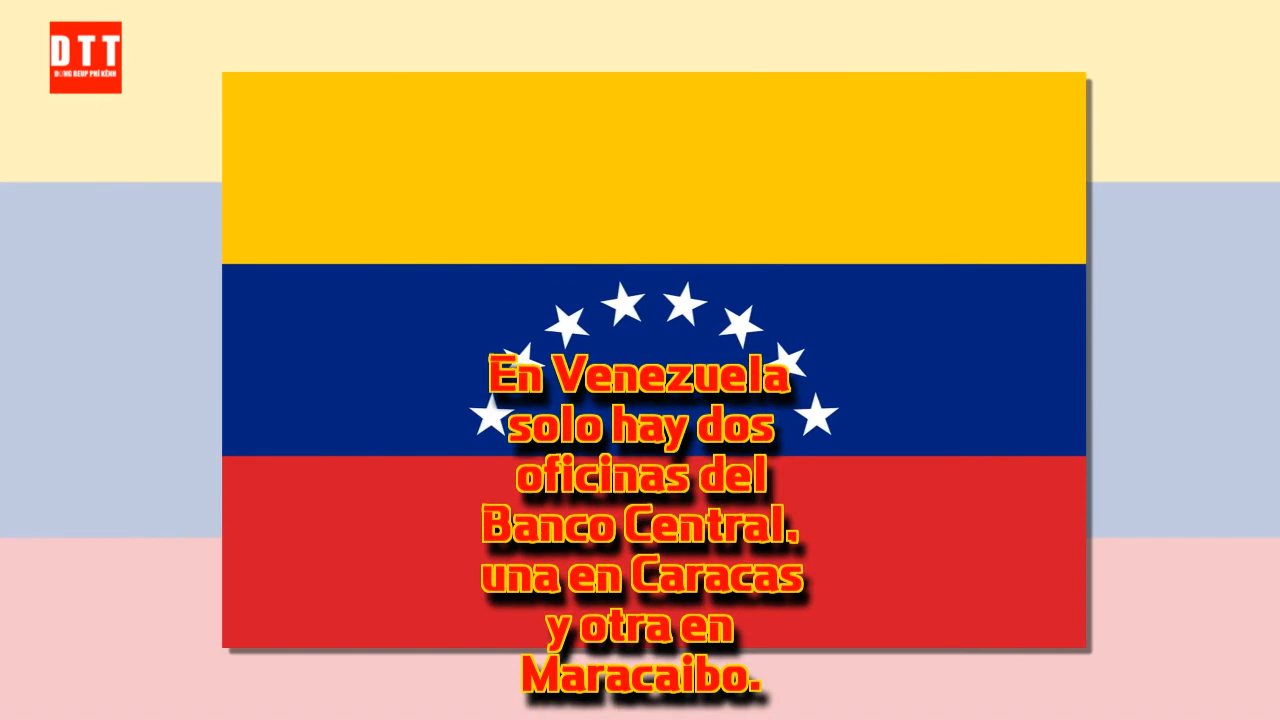 DTT
En Venezuela
solo hay dos
oficinas del
Banco Central,
una en Caracas
y otra en
Maracaibo.